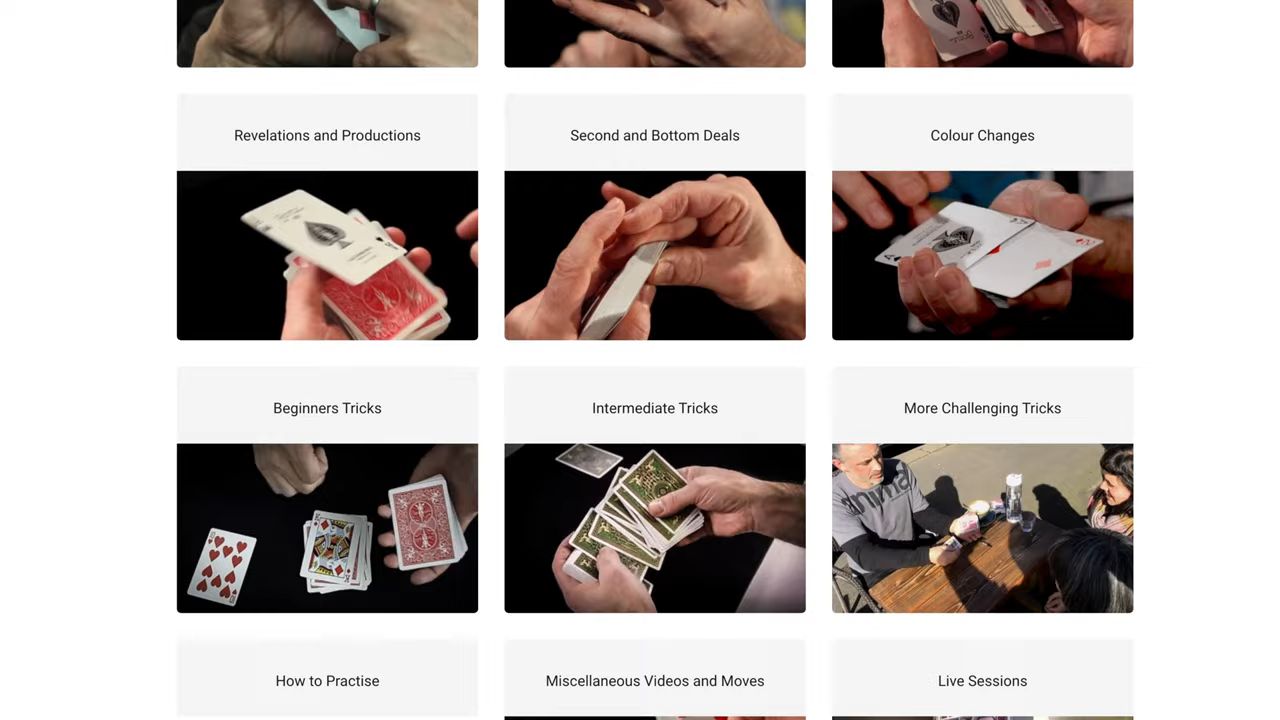 Revelations and Productions
Second and Bottom Deals
Colour Changes
Beginners Tricks
Intermediate Tricks
More Challenging Tricks
anima
How to Practise
Miscellaneous Videos and Moves
Live Sessions